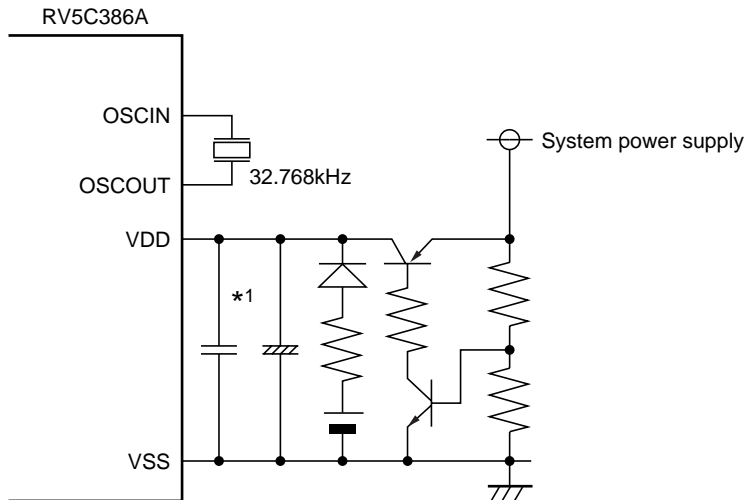 RV5C386A
OSCIN
System power supply
OSCOUT
32.768kHz
VDD
*1
VSS